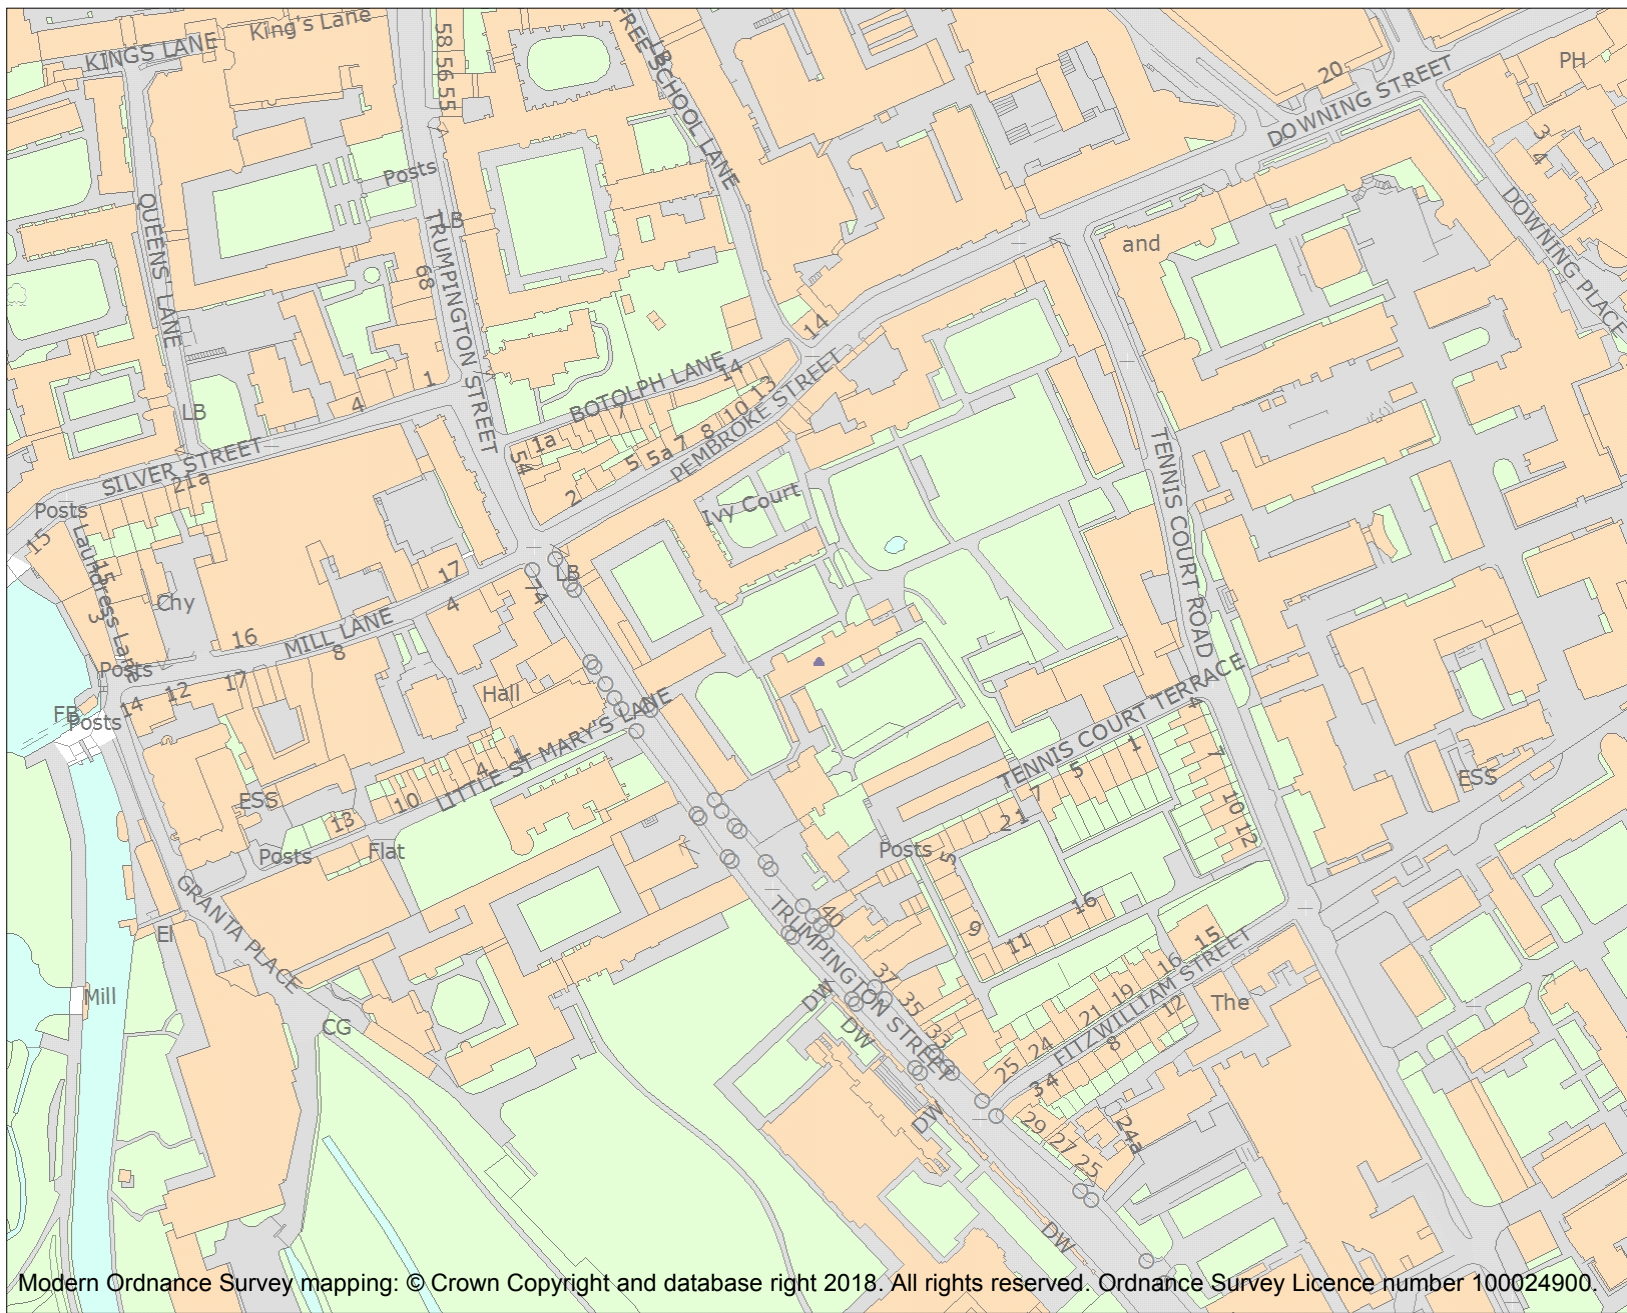 KINGS LANE
King's Lane
58
56
55
FREE SCHOOL LANE
LB
20
DOWNING STREET
PH
3
4
Posts
QUEENS' LANE
LB
TRUMPINGTON STREET
68
and
DOWNING PLACE
14
1
4
LB
BOTOLPH LANE
14
7
1a
13
10
8
7
5a
5
2
54
PEMBROKE STREET
SILVER STREET
21a
Posts
15
Laundress Lane
15
3
Chy
Ivy Court
TENNIS COURT ROAD
LB
74
17
4
16
MILL LANE
8
Posts
17
12
14
FB
Posts
Hall
LITTLE ST MARY'S LANE
1
4
10
13
ESS
Posts
Flat
TENNIS COURT TERRACE
4
1
5
7
21
7
10
12
ESS
Posts
5
9
11
16
40
GRANTA PLACE
El
Mill
CG
TRUMPINGTON STREET
37
35
33
DW
DW
DW
DW
15
16
19
21
24
25
FITZWILLIAM STREET
12
8
4
3
The
29
27
25
24a
Modern Ordnance Survey mapping: © Crown Copyright and database right 2018. All rights reserved. Ordnance Survey Licence number 100024900.